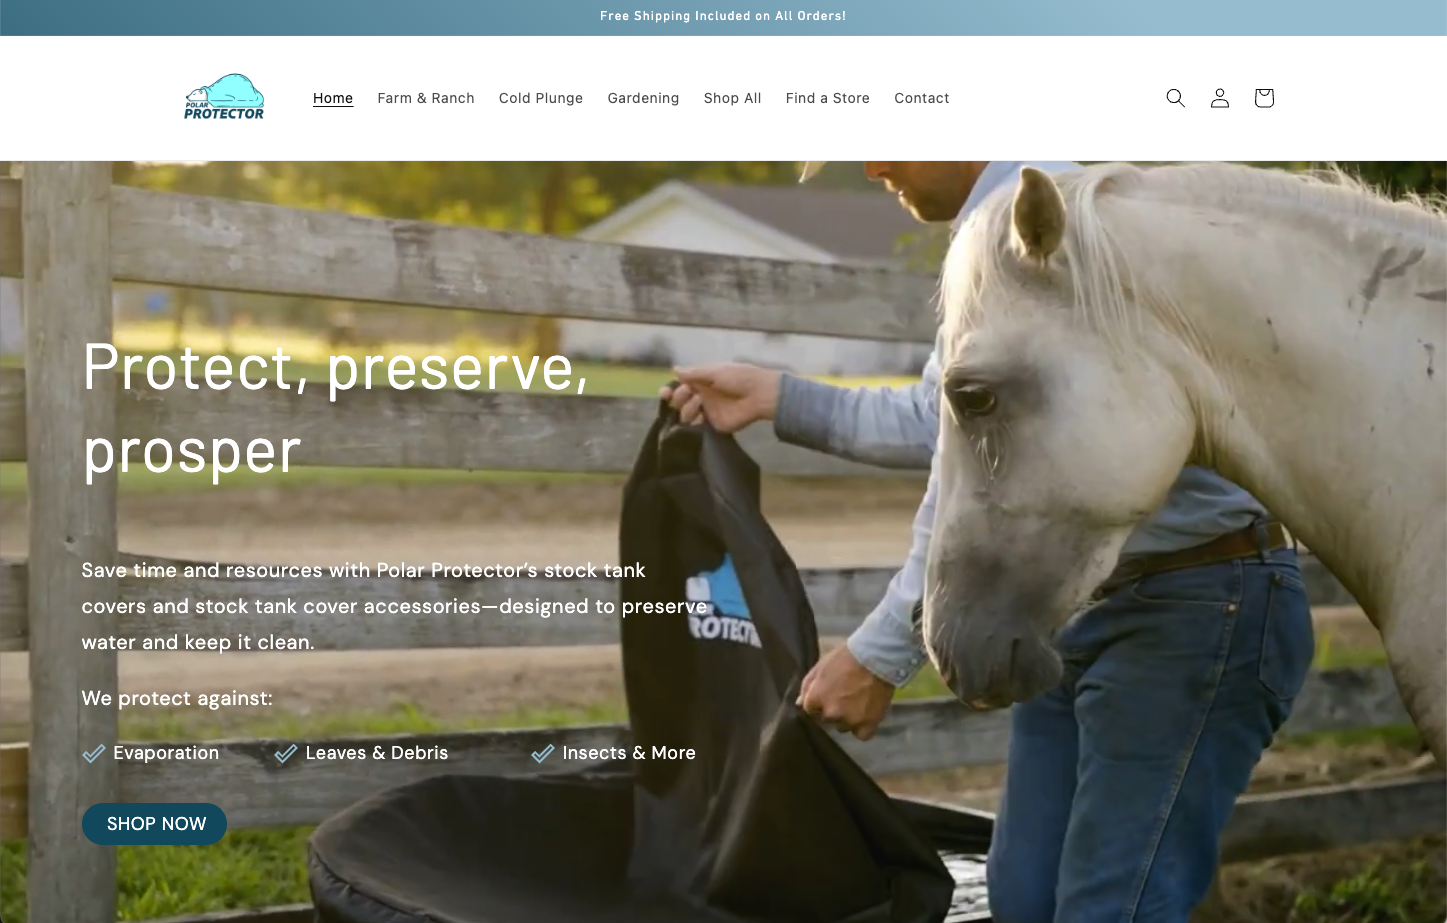 Free Shipping Included on All Orders!
POLAR
PROTECTOR
Home Farm & Ranch Cold Plunge Gardening Shop All Find a Store Contact
Protect, preserve,
prosper
Save time and resources with Polar Protector’s stock tank
covers and stock tank cover accessories—designed to preserve
water and keep it clean.
We protect against:
Evaporation Leaves & Debris Insects & More
SHOP NOW